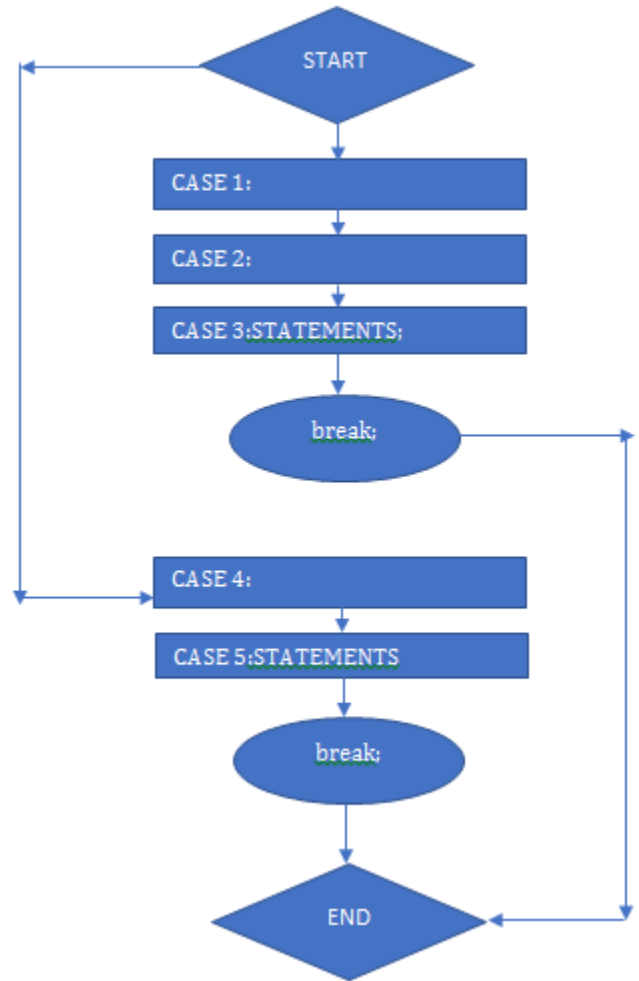 START
CASE 1:
CASE 2:
CASE 3:STATEMENTS;
break;
CASE 4:
CASE 5:STATEMENTS
break;
END